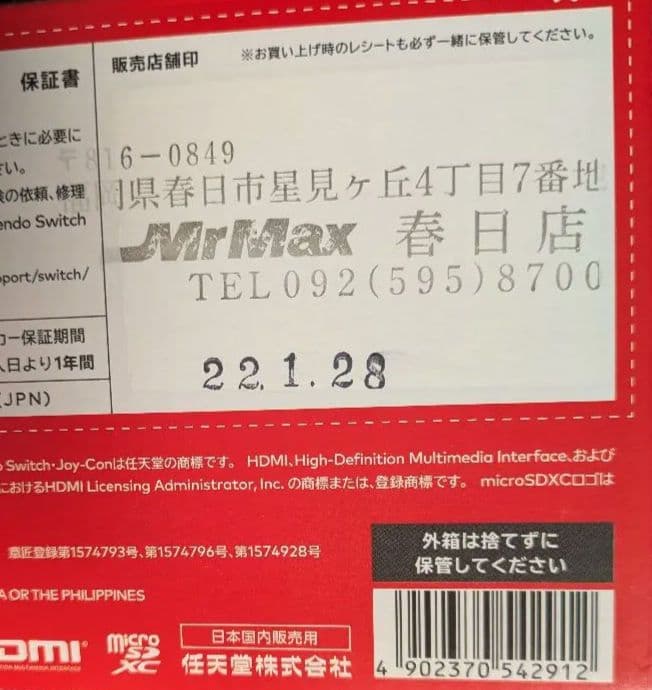 保証書
販売店舗印
※お買い上げ時のレシートも必ず一緒に保管してください。
ときに必要に
さい。
の依頼、修理
endo Switch
pport/switch/
カー保証期間
入日より1年間
(JPN)
〒816-0849
県春日市星見ヶ丘4丁目7番地
MrMax 春日店
TEL092(595)8700
22.1.28
Switch・Joy-Conは任天堂の商標です。 HDMI、High-Definition Multimedia Interface、および
におけるHDMI Licensing Administrator, Inc. の商標または、登録商標です。 microSDXCロゴは
意匠登録第1574793号、第1574796号、第1574928号
A OR THE PHILIPPINES
外箱は捨てずに
保管してください
HDMI
micro SD XC
日本国内販売用
任天堂株式会社
4 902370 542912